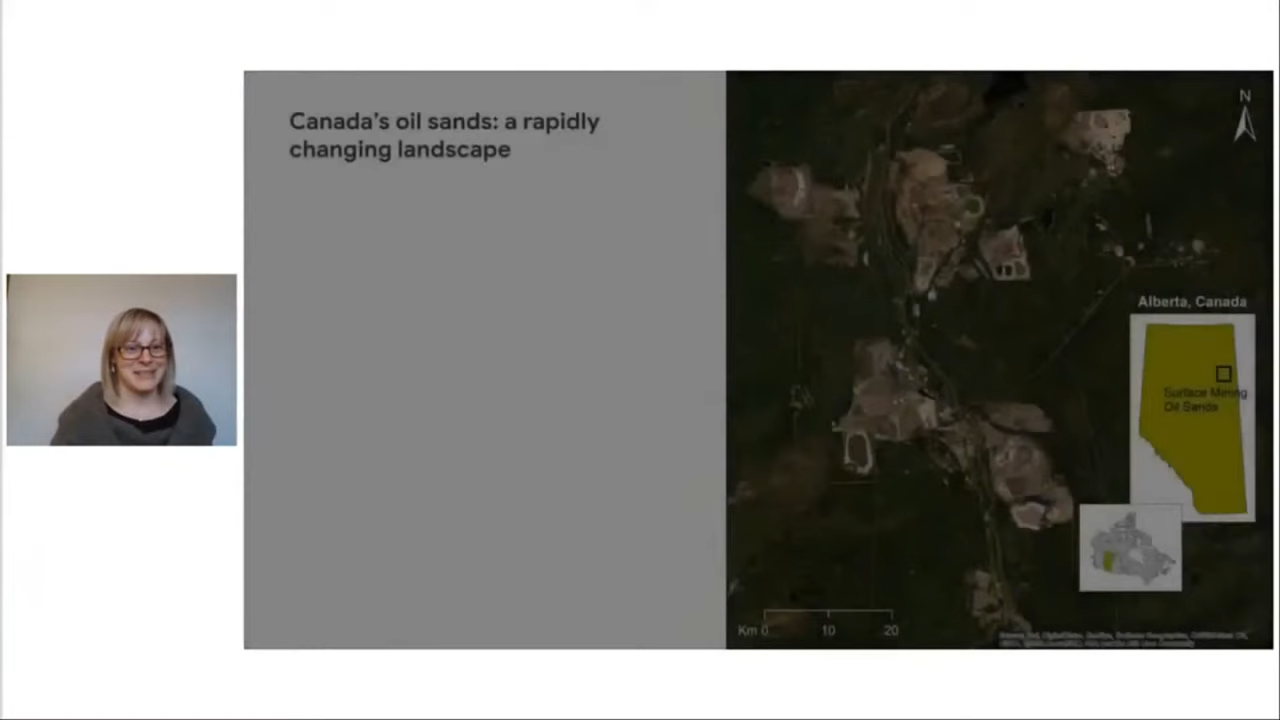 Canada's oil sands: a rapidly
changing landscape
N
Alberta, Canada
Surface Mining
Oil Sands
Km 0 10 20